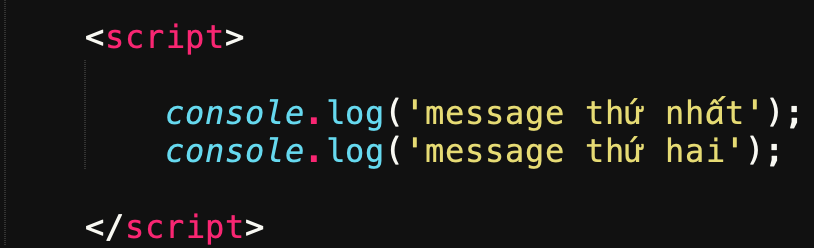 <script>
console.log('message thứ nhất');
console.log('message thứ hai');
</script>